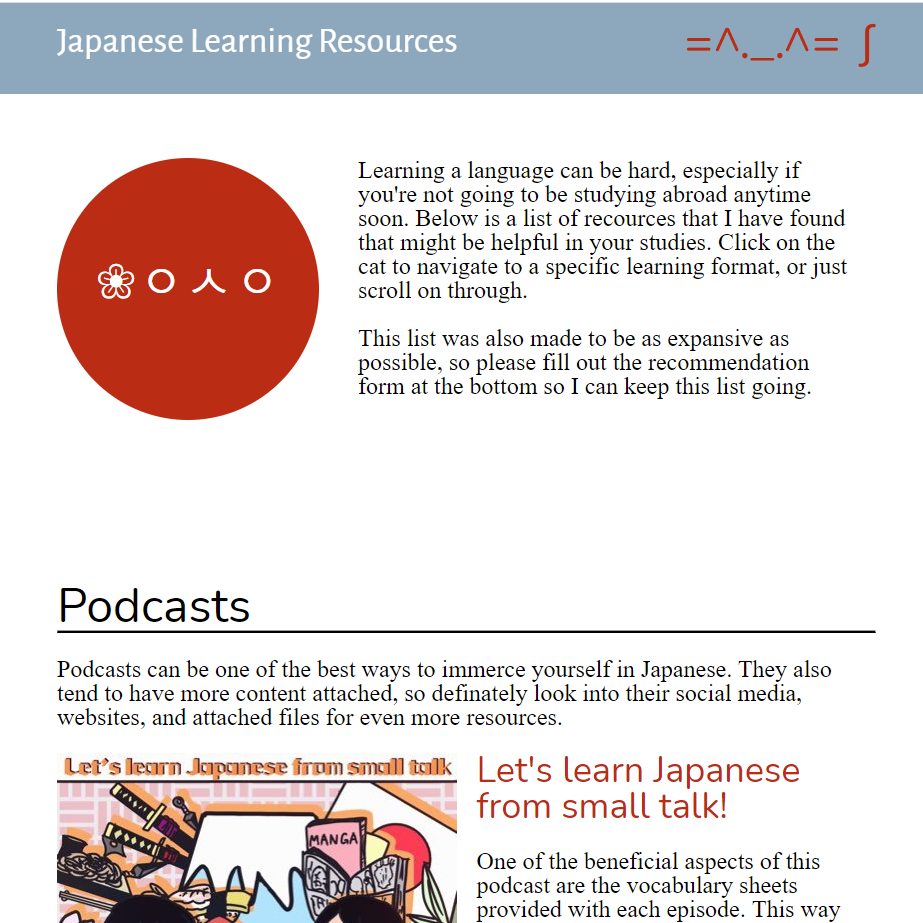 Japanese Learning Resources
=^._.^= ∫
❀ㅇㅅㅇ
Learning a language can be hard, especially if
you're not going to be studying abroad anytime
soon. Below is a list of recources that I have found
that might be helpful in your studies. Click on the
cat to navigate to a specific learning format, or just
scroll on through.
This list was also made to be as expansive as
possible, so please fill out the recommendation
form at the bottom so I can keep this list going.
Podcasts
Podcasts can be one of the best ways to immerce yourself in Japanese. They also
tend to have more content attached, so definately look into their social media,
websites, and attached files for even more resources.
Let's learn Japanese from small talk
MANGA
Let's learn Japanese
from small talk!
One of the beneficial aspects of this
podcast are the vocabulary sheets
provided with each episode. This way